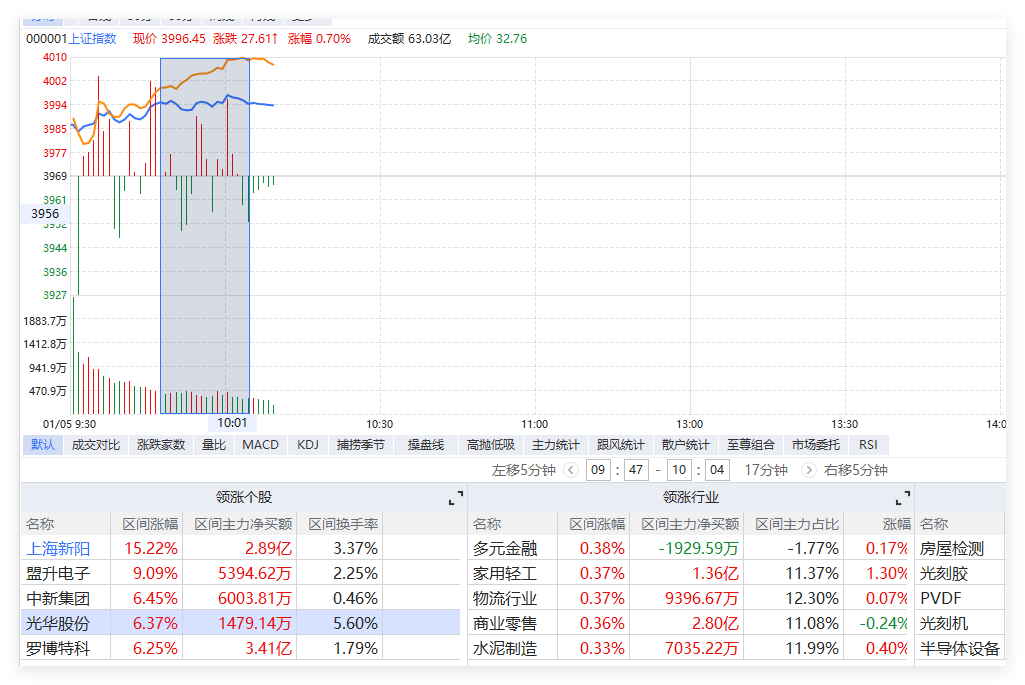 000001上证指数 现价 3996.45 涨跌 27.61↑ 涨幅 0.70% 成交额 63.03亿 均价 32.76
4010
4002
3994
3985
3977
3969
3961
3956
3952
3944
3936
3927
1883.7万
1412.8万
941.9万
470.9万
01/05 9:30 10:01 10:30 11:00 13:00 13:30 14:0
默认 成交对比 涨跌家数 量比 MACD KDJ 捕捞季节 操盘线 高抛低吸 主力统计 跟风统计 散户统计 至尊组合 市场委托 RSI
左移5分钟 < 09 : 47 - 10 : 04 17分钟 > 右移5分钟
领涨个股 领涨行业
名称 区间涨幅 区间主力净买额 区间换手率 名称 区间涨幅 区间主力净买额 区间主力占比 涨幅 名称
上海新阳 15.22% 2.89亿 3.37% 多元金融 0.38% -1929.59万 -1.77% 0.17% 房屋检测
盟升电子 9.09% 5394.62万 2.25% 家用轻工 0.37% 1.36亿 11.37% 1.30% 光刻胶
中新集团 6.45% 6003.81万 0.46% 物流行业 0.37% 9396.67万 12.30% 0.07% PVDF
光华股份 6.37% 1479.14万 5.60% 商业零售 0.36% 2.80亿 11.08% -0.24% 光刻机
罗博特科 6.25% 3.41亿 1.79% 水泥制造 0.33% 7035.22万 11.99% 0.40% 半导体设备